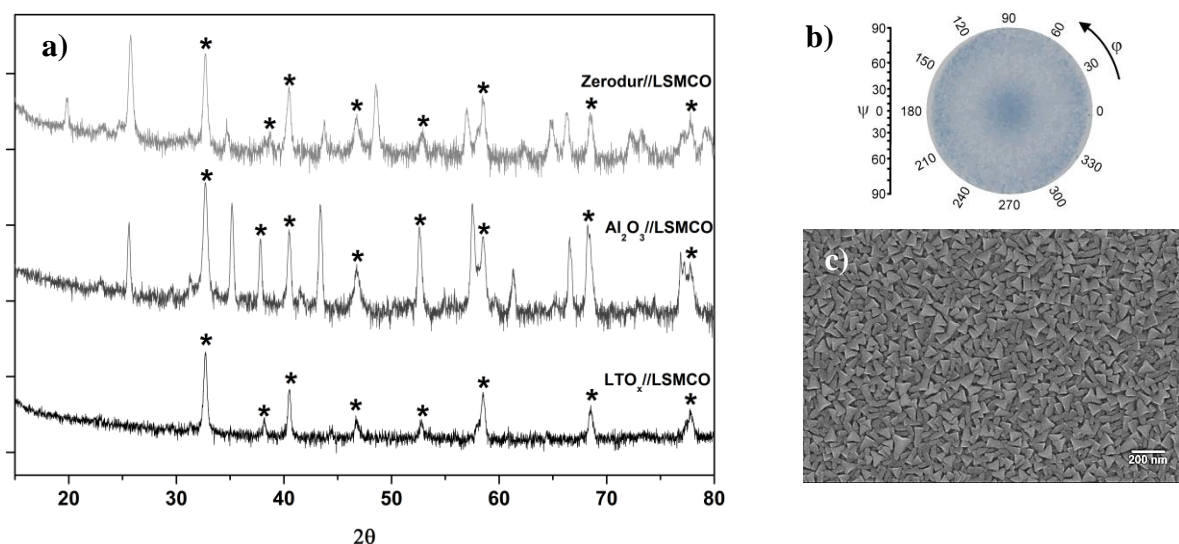 a)
*
Zerodur//LSMCO
* * * * * * *
*
Al₂O₃//LSMCO
* * * * * * *
*
LTOₓ//LSMCO
* * * * * * *
20 30 40 50 60 70 80
2θ
b)
90
60
30
ψ 0
30
60
90
90
120 60
150 30
180 0
210 330
240 300
270
φ
c)
200 nm